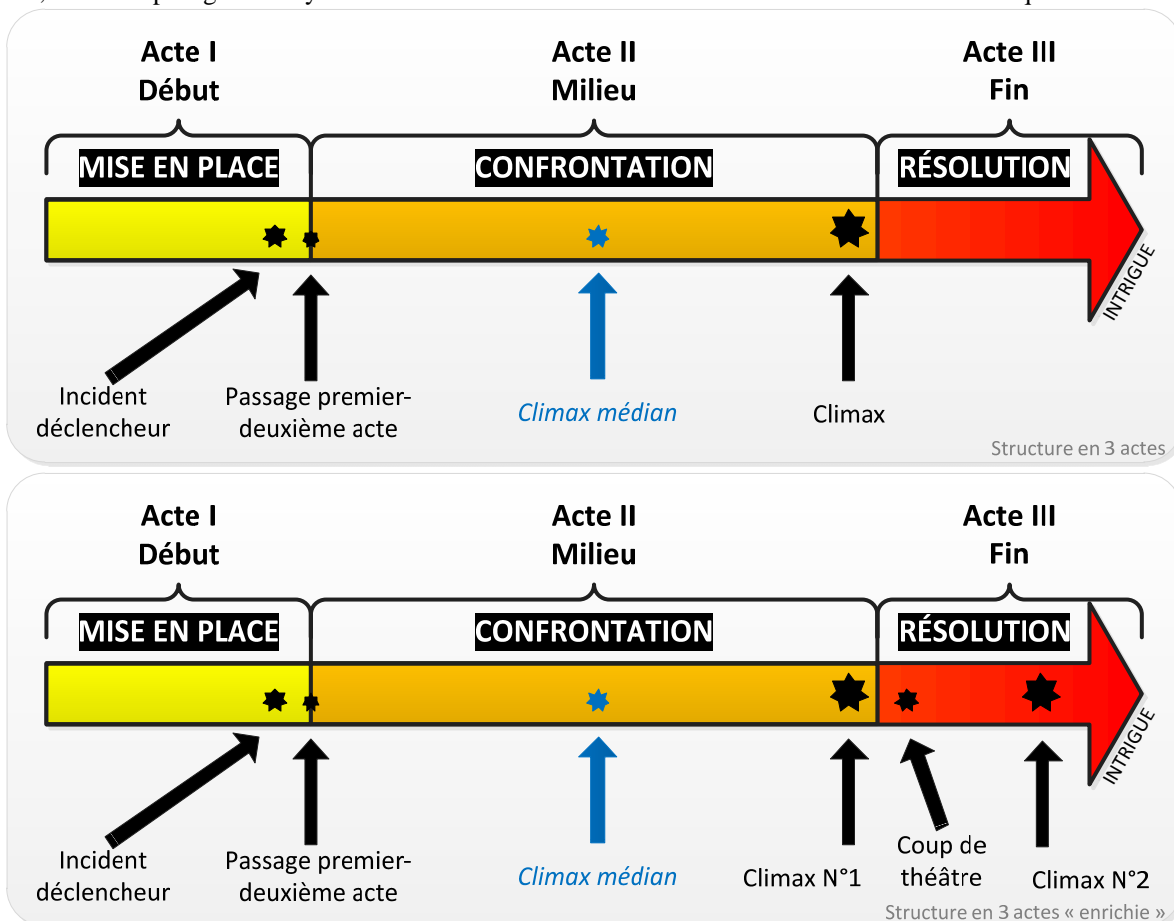 Acte I
Début
Acte II
Milieu
Acte III
Fin
MISE EN PLACE
CONFRONTATION
RÉSOLUTION
INTRIGUE
Incident
déclencheur
Passage premier-
deuxième acte
Climax médian
Climax
Structure en 3 actes
Acte I
Début
Acte II
Milieu
Acte III
Fin
MISE EN PLACE
CONFRONTATION
RÉSOLUTION
INTRIGUE
Incident
déclencheur
Passage premier-
deuxième acte
Climax médian
Climax N°1
Coup de
théâtre
Climax N°2
Structure en 3 actes « enrichie »